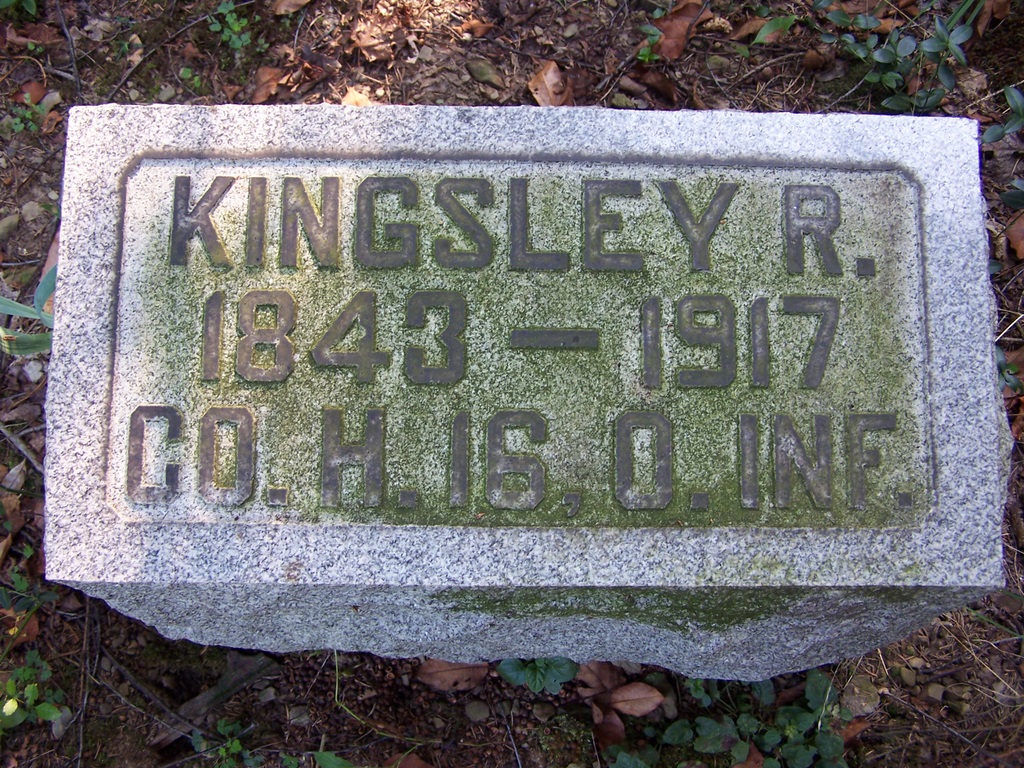 KINGSLEY R.
1843 — 1917
CO. H. 16, O. INF.